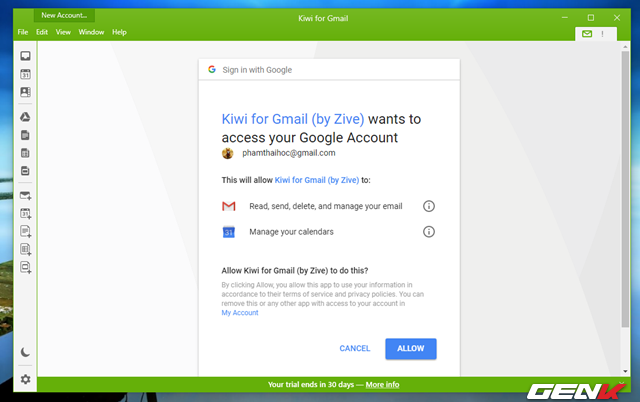 New Account...
Kiwi for Gmail
File Edit View Window Help
Sign in with Google
Kiwi for Gmail (by Zive) wants to
access your Google Account
phamthaihoc@gmail.com
This will allow Kiwi for Gmail (by Zive) to:
Read, send, delete, and manage your email
31 Manage your calendars
Allow Kiwi for Gmail (by Zive) to do this?
By clicking Allow, you allow this app to use your information in
accordance to their terms of service and privacy policies. You can
remove this or any other app with access to your account in
My Account
CANCEL ALLOW
Your trial ends in 30 days — More info
GENK